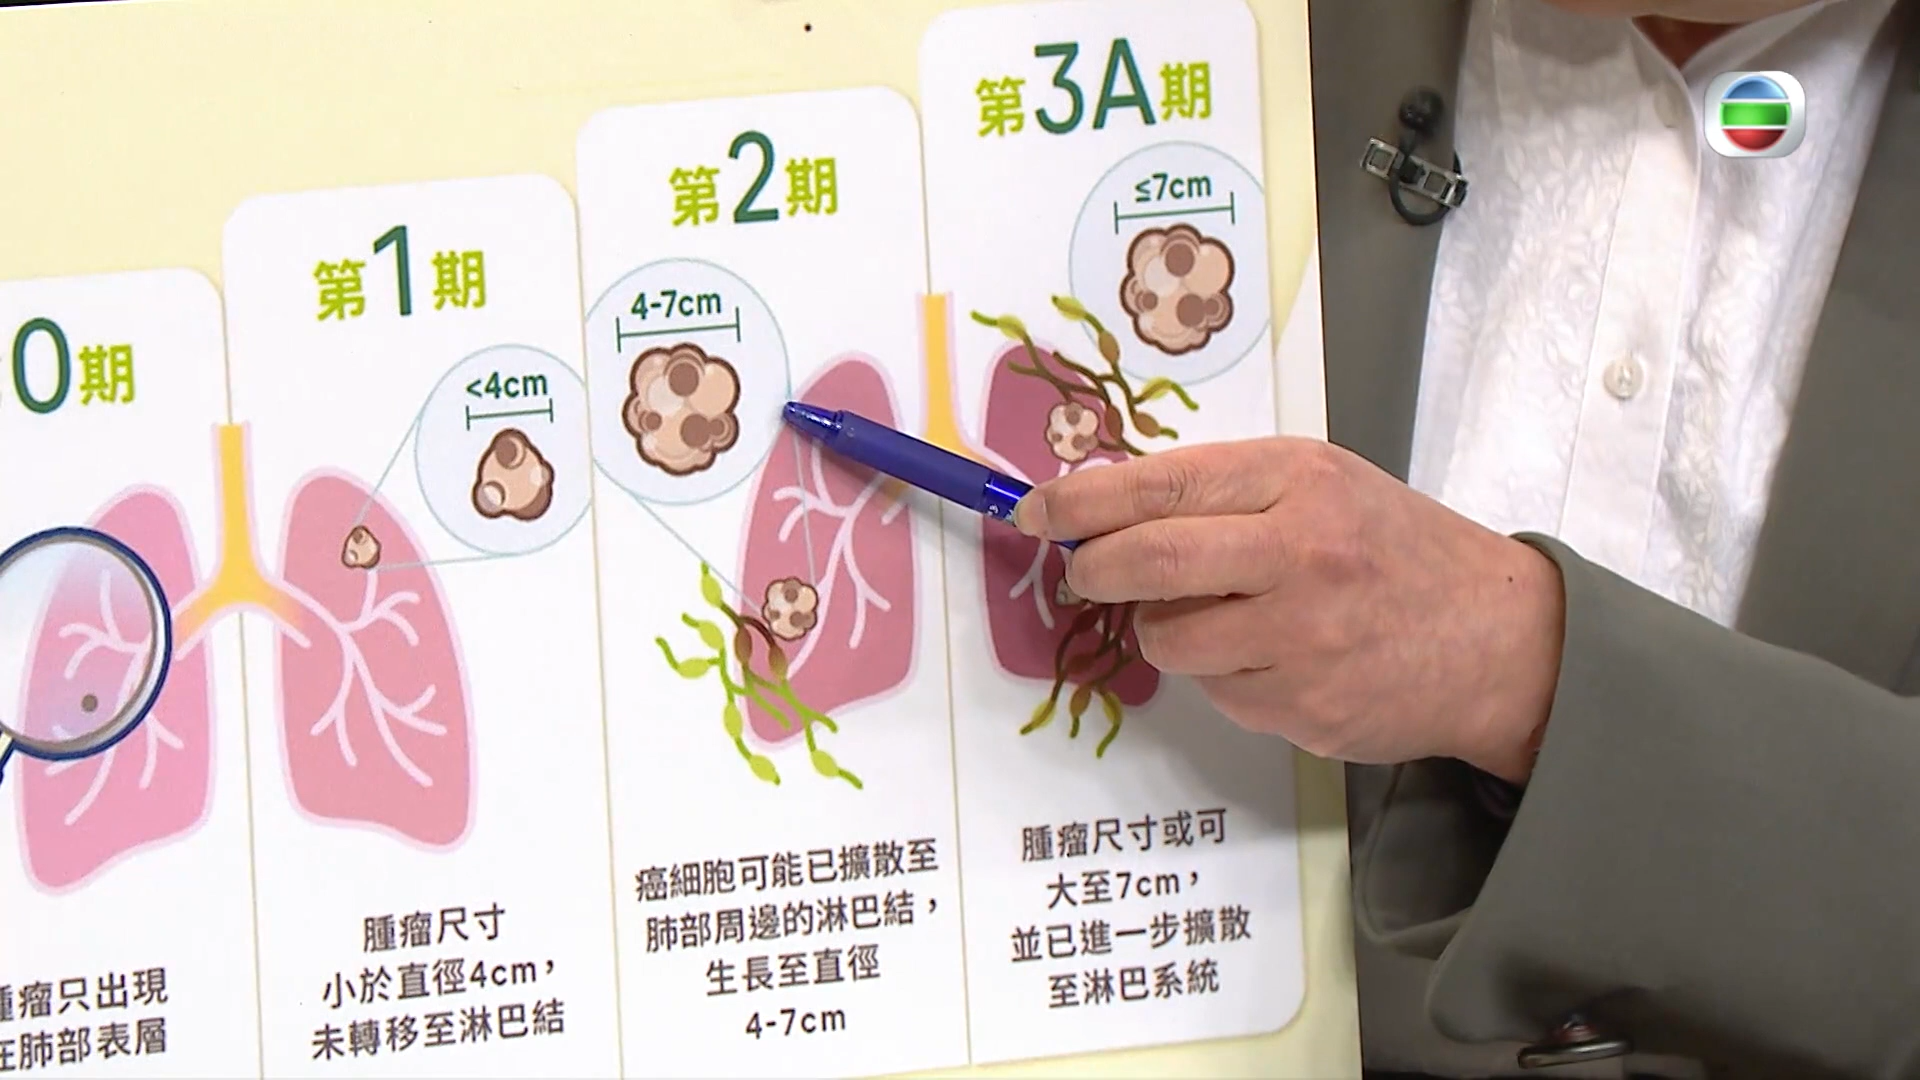 0期
腫瘤只出現
在肺部表層
第1期
<4cm
腫瘤尺寸
小於直徑4cm，
未轉移至淋巴結
第2期
4-7cm
癌細胞可能已擴散至
肺部周邊的淋巴結，
生長至直徑
4-7cm
第3A期
≤7cm
腫瘤尺寸或可
大至7cm，
並已進一步擴散
至淋巴系統